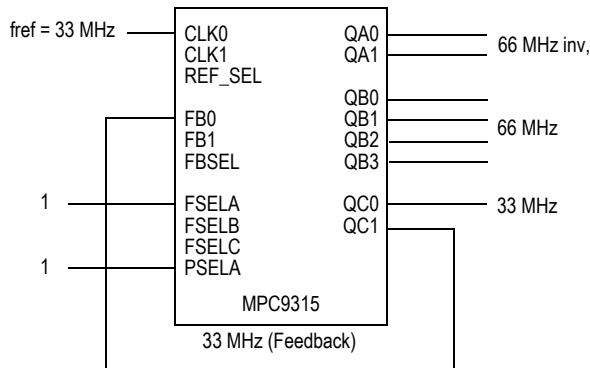 fref = 33 MHz
CLK0
CLK1
REF_SEL
FB0
FB1
FBSEL
1
FSELA
FSELB
FSELC
1
PSELA
QA0
QA1
66 MHz inv,
QB0
QB1
QB2
QB3
66 MHz
QC0
33 MHz
QC1
MPC9315
33 MHz (Feedback)